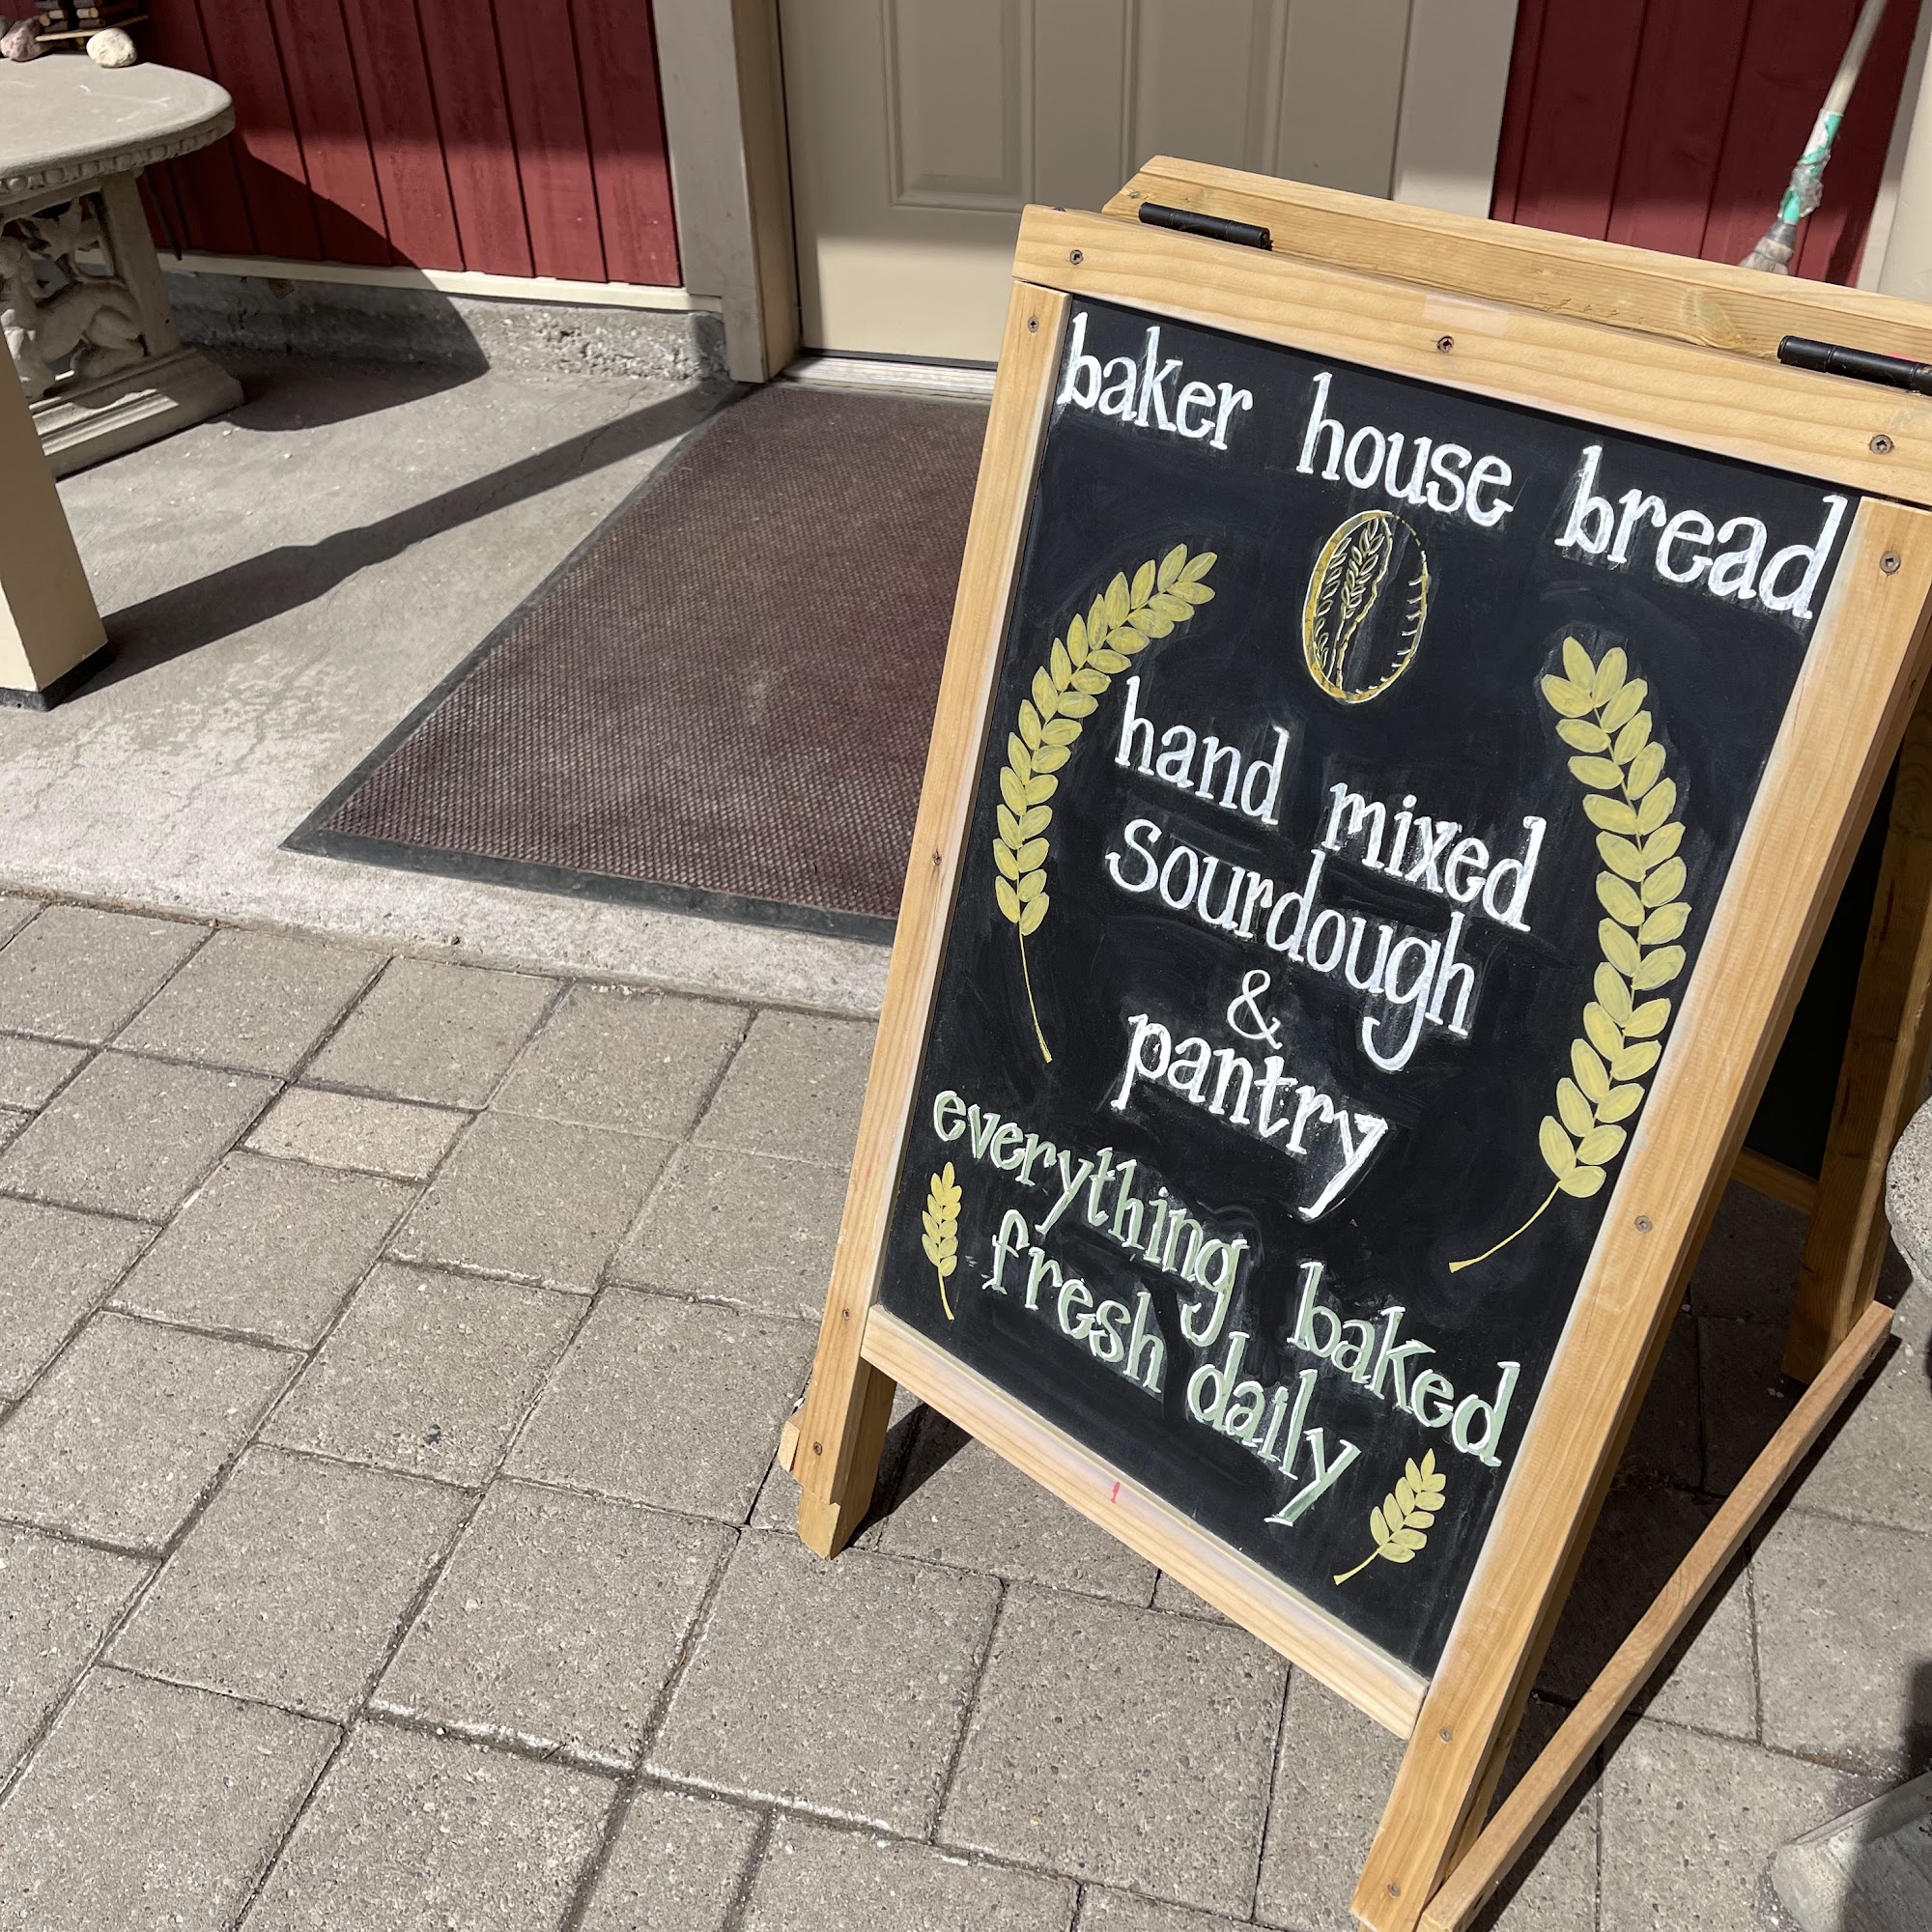 baker house bread
hand mixed
sourdough
&
pantry
everything baked
fresh daily